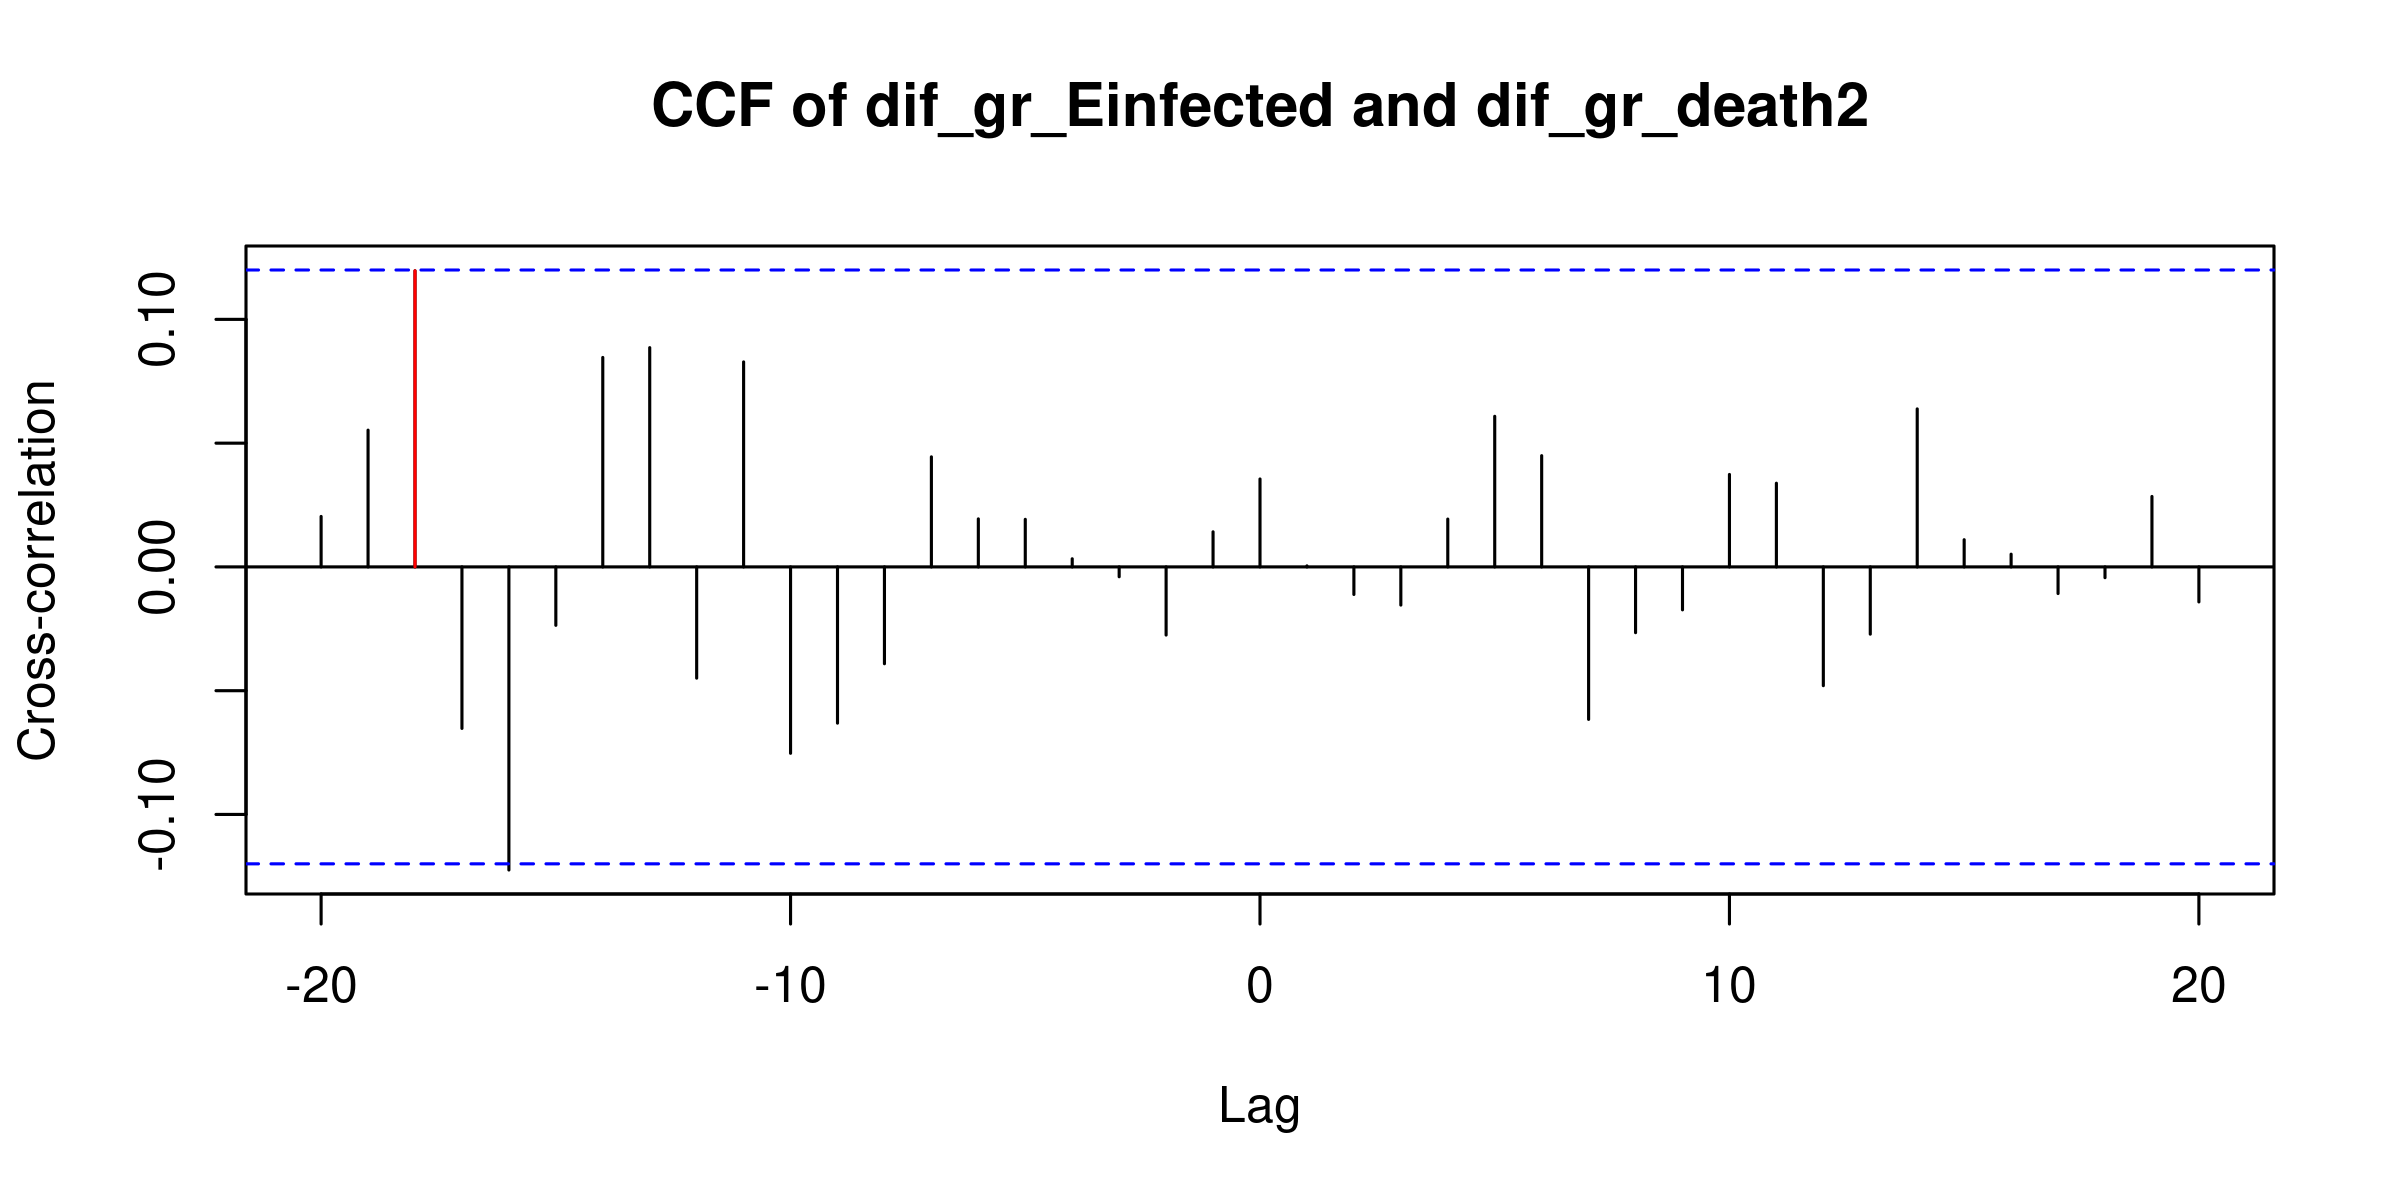 CCF of dif_gr_Einfected and dif_gr_death2
Cross-correlation
0.10
0.00
-0.10
-20
-10
0
10
20
Lag